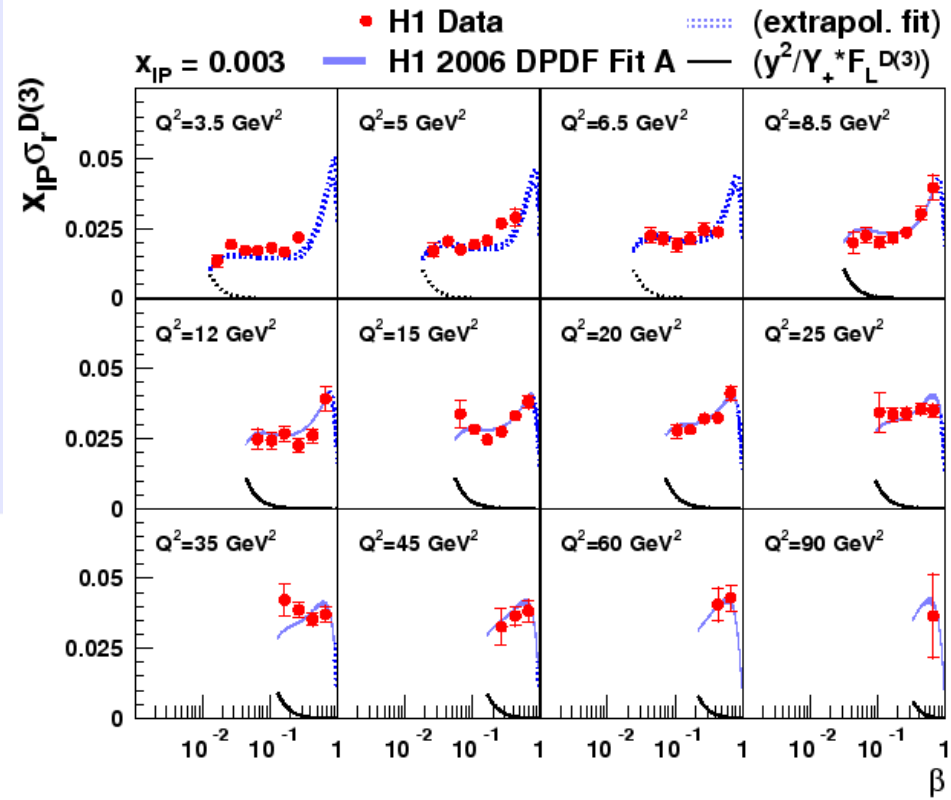 H1 Data (extrapol. fit)
x_IP = 0.003 H1 2006 DPDF Fit A (y²/Y₊*F_L^D(3))
x_IP σ_r^D(3)
Q²=3.5 GeV² Q²=5 GeV² Q²=6.5 GeV² Q²=8.5 GeV²
0.05
0.025
0
Q²=12 GeV² Q²=15 GeV² Q²=20 GeV² Q²=25 GeV²
0.05
0.025
0
Q²=35 GeV² Q²=45 GeV² Q²=60 GeV² Q²=90 GeV²
0.05
0.025
0
10⁻² 10⁻¹ 1 10⁻² 10⁻¹ 1 10⁻² 10⁻¹ 1 10⁻² 10⁻¹ 1
β